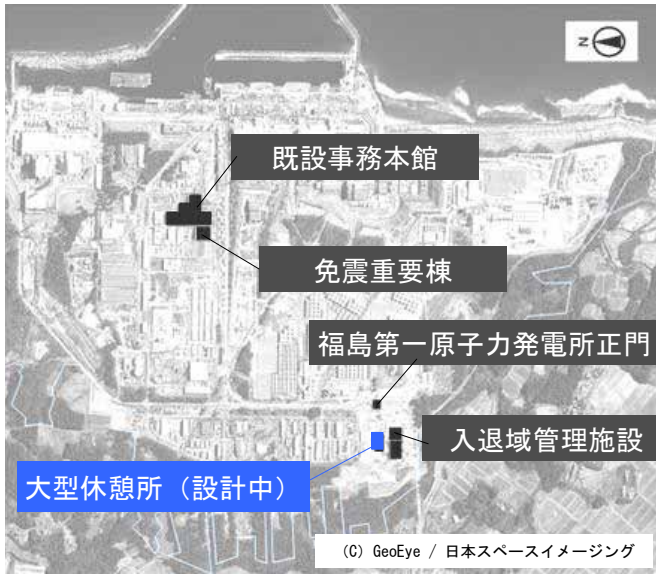 N
既設事務本館
免震重要棟
福島第一原子力発電所正門
入退域管理施設
大型休憩所（設計中）
(C) GeoEye / 日本スペースイメージング